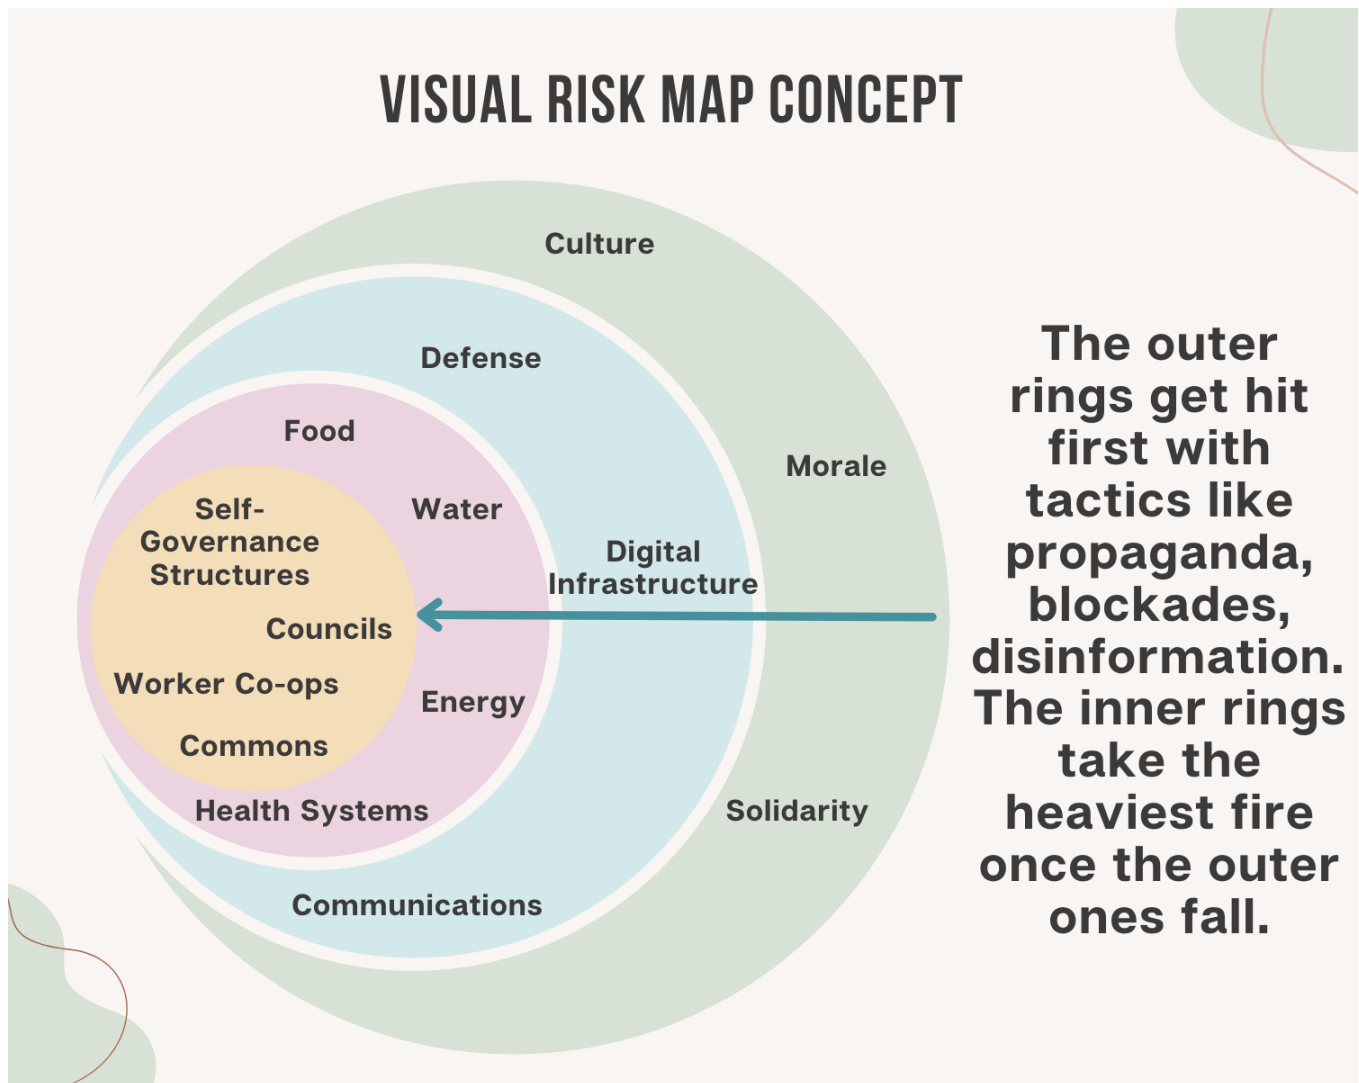 VISUAL RISK MAP CONCEPT
Culture
Defense
Food
Morale
Water
Self-
Governance
Structures
Digital
Infrastructure
Councils
Worker Co-ops
Energy
Commons
Health Systems
Solidarity
Communications
The outer
rings get hit
first with
tactics like
propaganda,
blockades,
disinformation.
The inner rings
take the
heaviest fire
once the outer
ones fall.